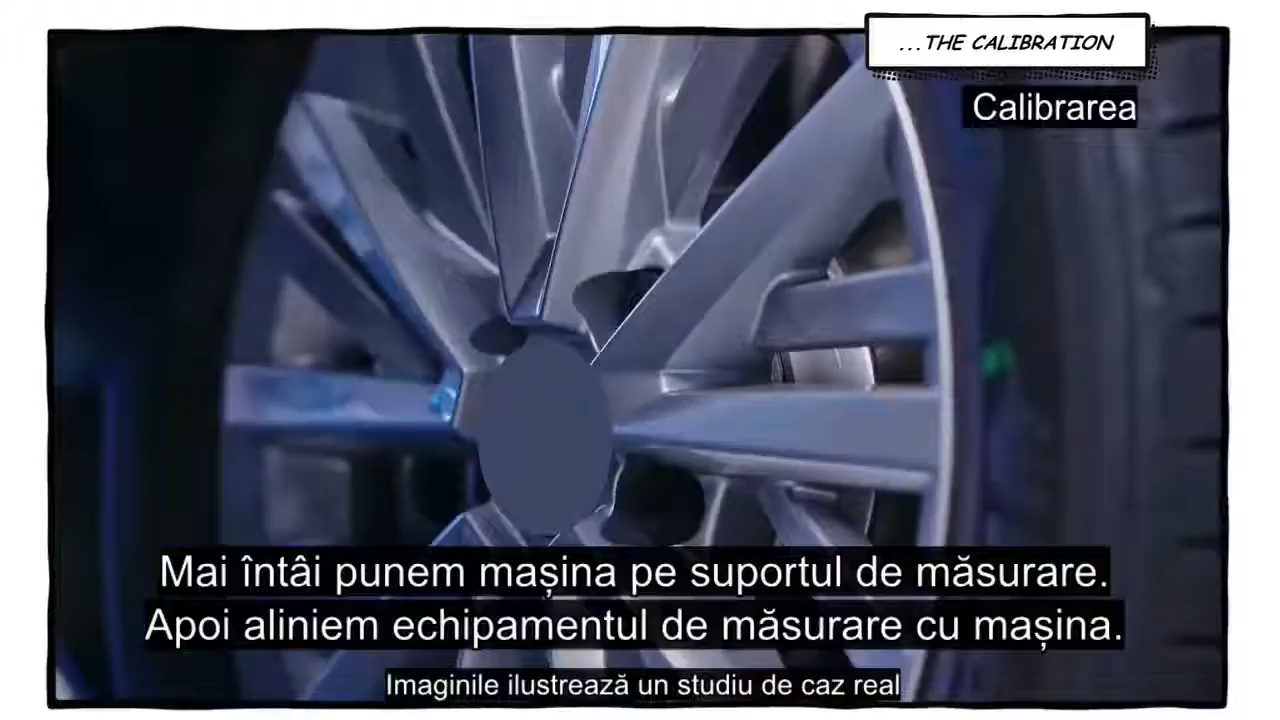 ...THE CALIBRATION
Calibrarea
Mai întâi punem mașina pe suportul de măsurare.
Apoi aliniem echipamentul de măsurare cu mașina.
Imaginile ilustrează un studiu de caz real